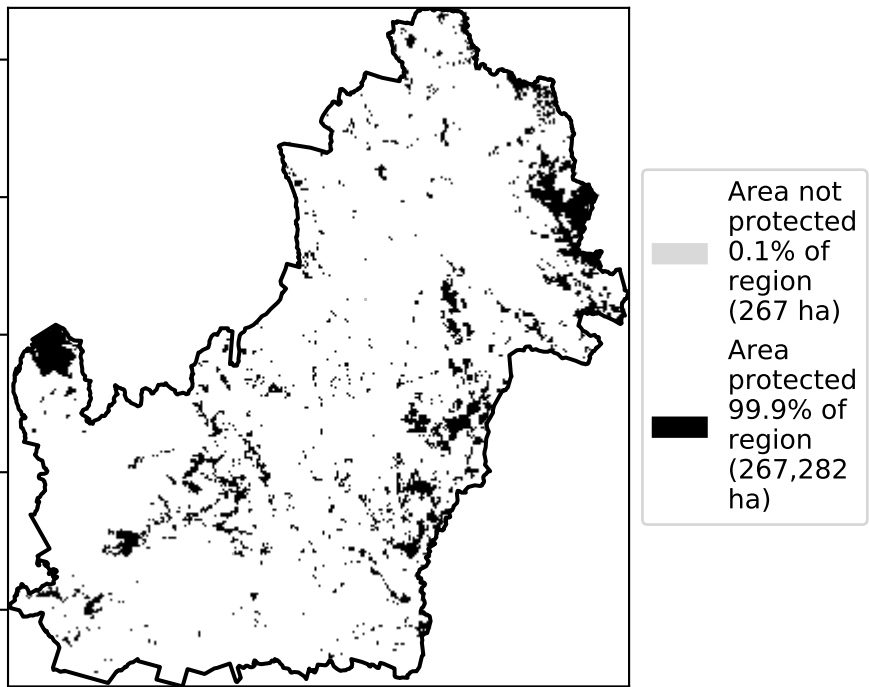 Area not
protected
0.1% of
region
(267 ha)
Area
protected
99.9% of
region
(267,282
ha)